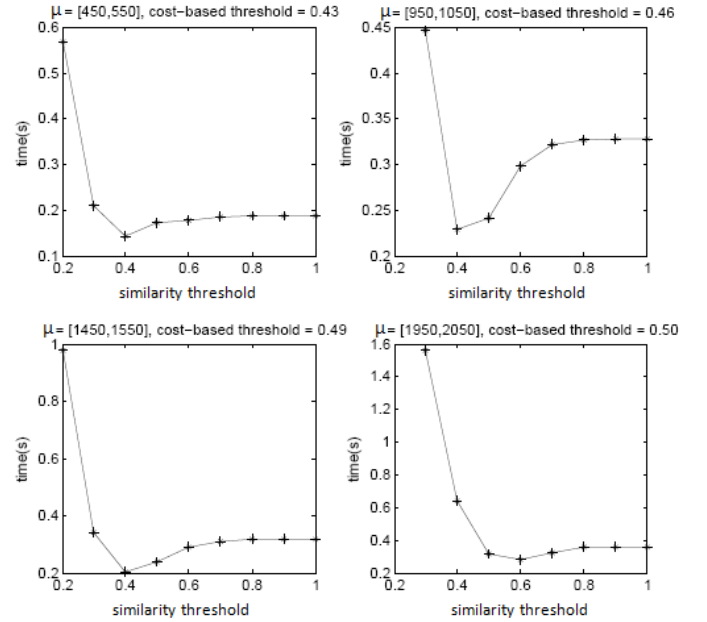 μ= [450,550], cost-based threshold = 0.43
0.6
0.5
0.4
0.3
0.2
0.1
time(s)
0.2 0.4 0.6 0.8 1
similarity threshold
μ= [950,1050], cost-based threshold = 0.46
0.45
0.4
0.35
0.3
0.25
0.2
time(s)
0.2 0.4 0.6 0.8 1
similarity threshold
μ= [1450,1550], cost-based threshold = 0.49
1
0.8
0.6
0.4
0.2
time(s)
0.2 0.4 0.6 0.8 1
similarity threshold
μ= [1950,2050], cost-based threshold = 0.50
1.6
1.4
1.2
1
0.8
0.6
0.4
0.2
time(s)
0.2 0.4 0.6 0.8 1
similarity threshold